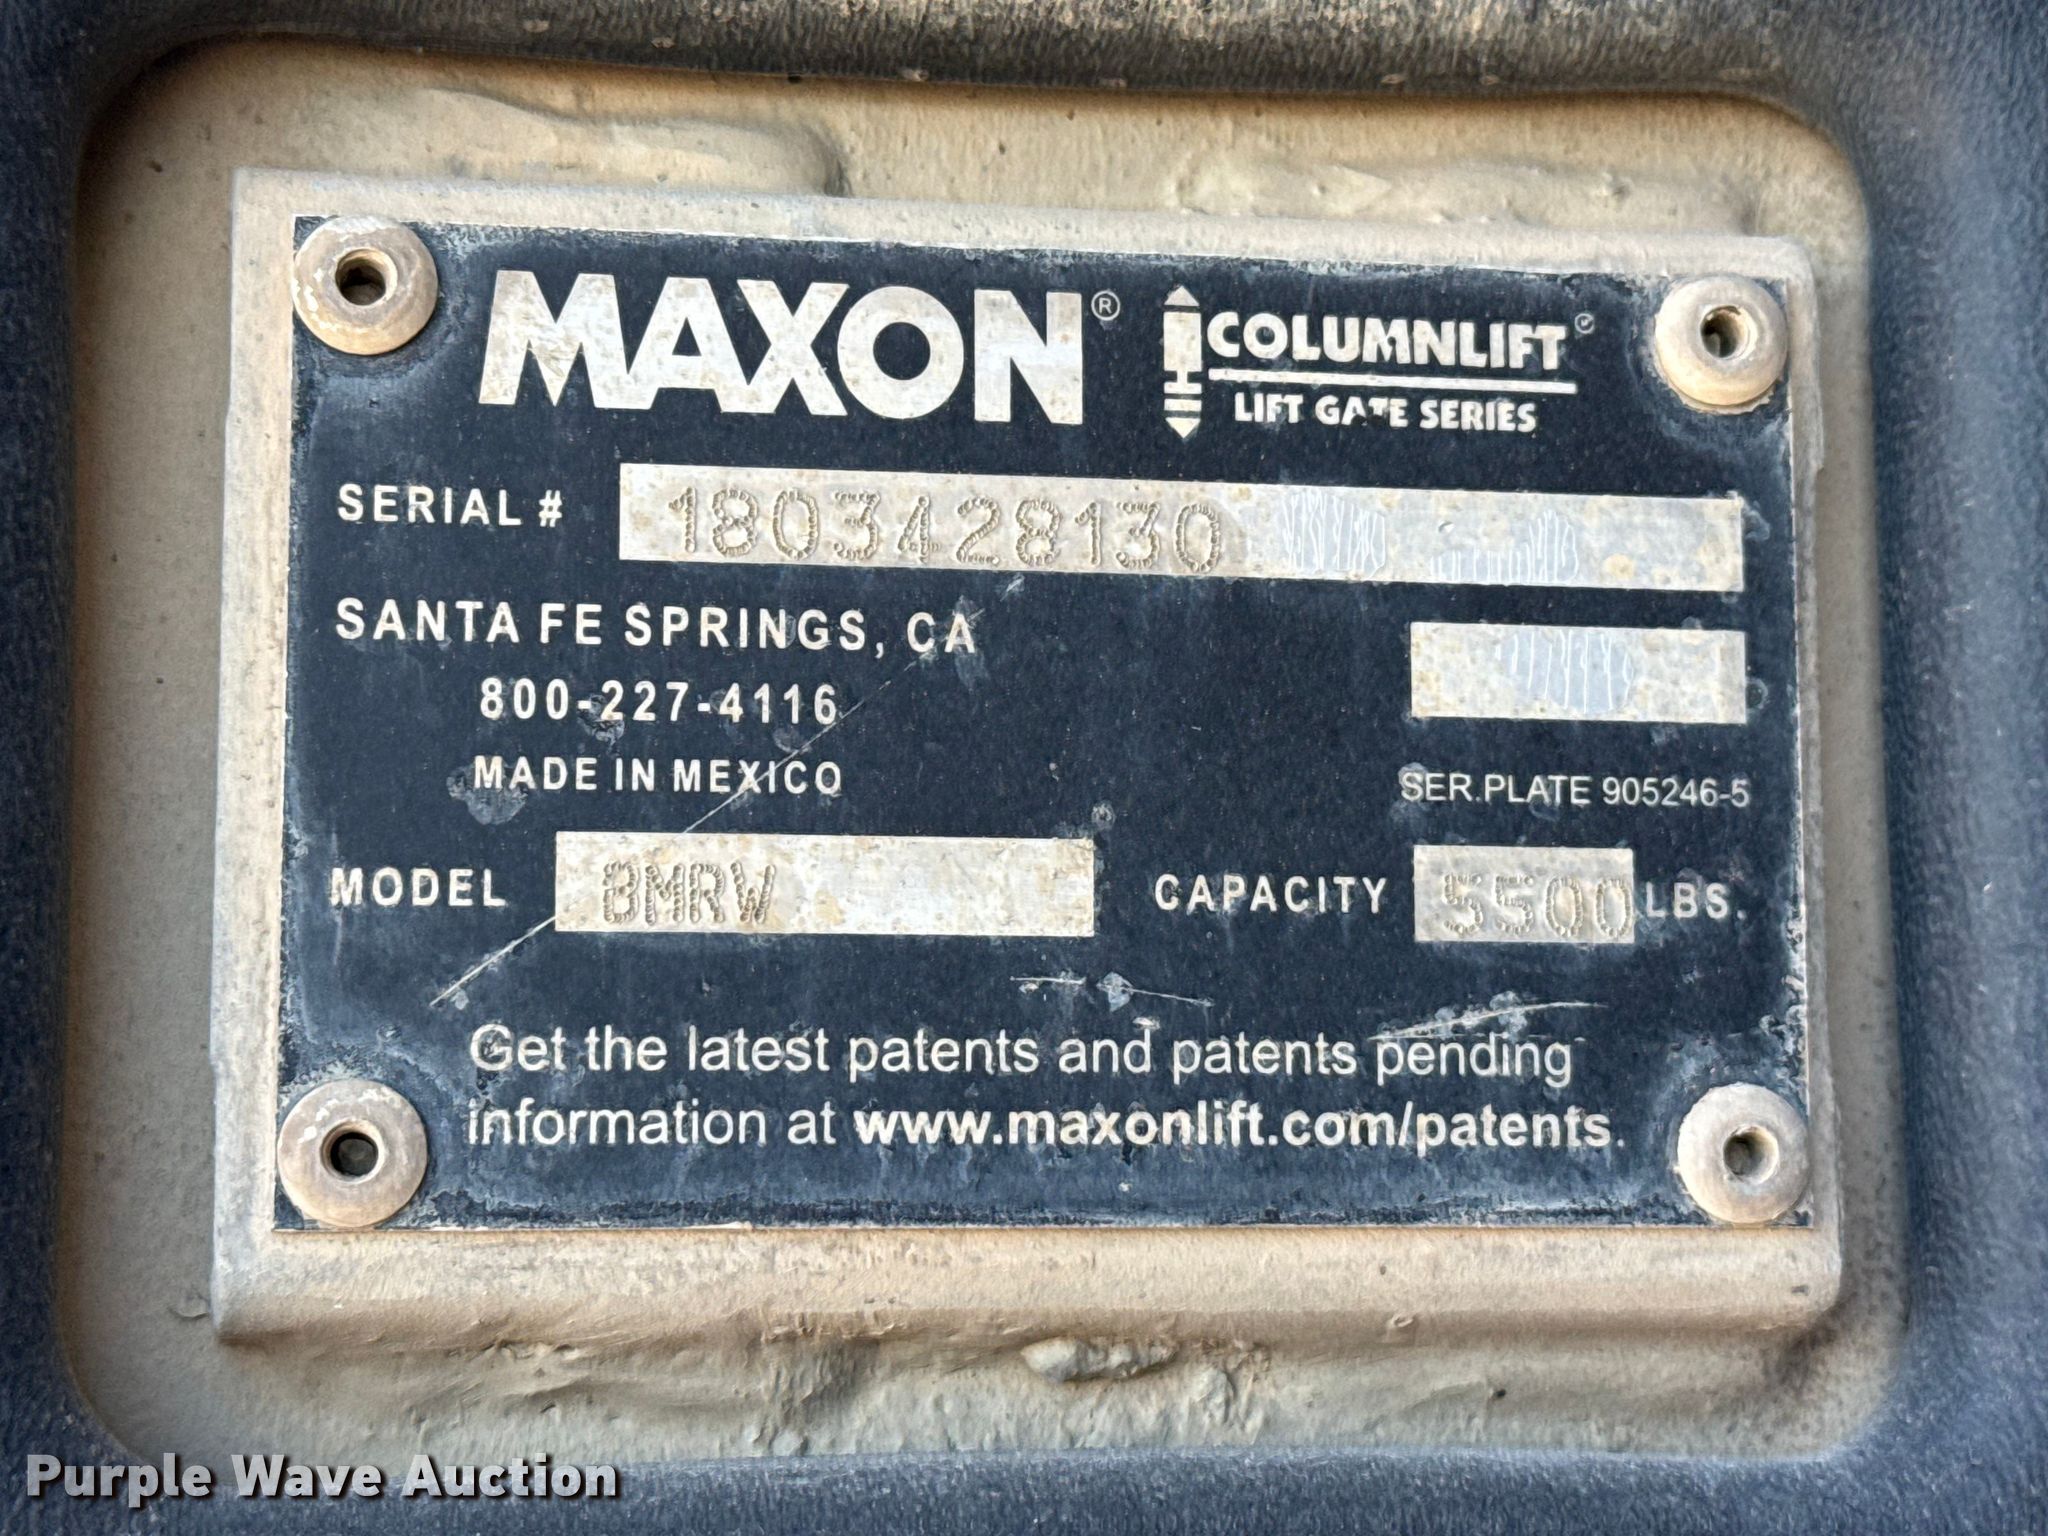 MAXON® COLUMNLIFT
LIFT GATE SERIES
SERIAL # 1803428130
SANTA FE SPRINGS, CA
800-227-4116
MADE IN MEXICO
SER.PLATE 905246-5
MODEL BMRW CAPACITY 5500 LBS.
Get the latest patents and patents pending
information at www.maxonlift.com/patents.
Purple Wave Auction